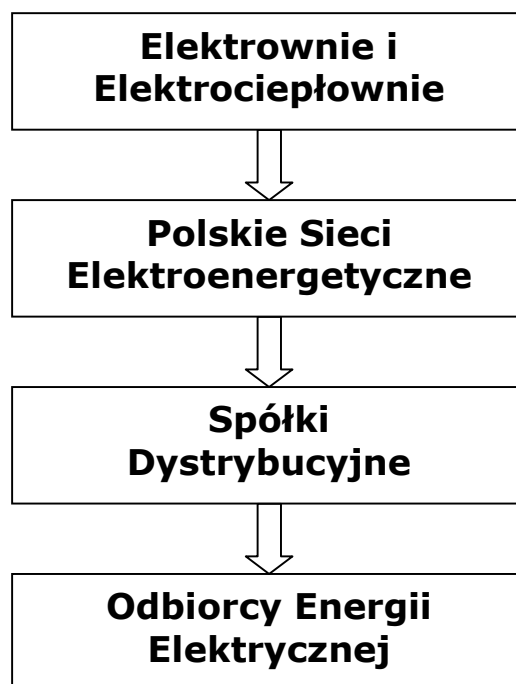 Elektrownie i
Elektrociepłownie
Polskie Sieci
Elektroenergetyczne
Spółki
Dystrybucyjne
Odbiorcy Energii
Elektrycznej